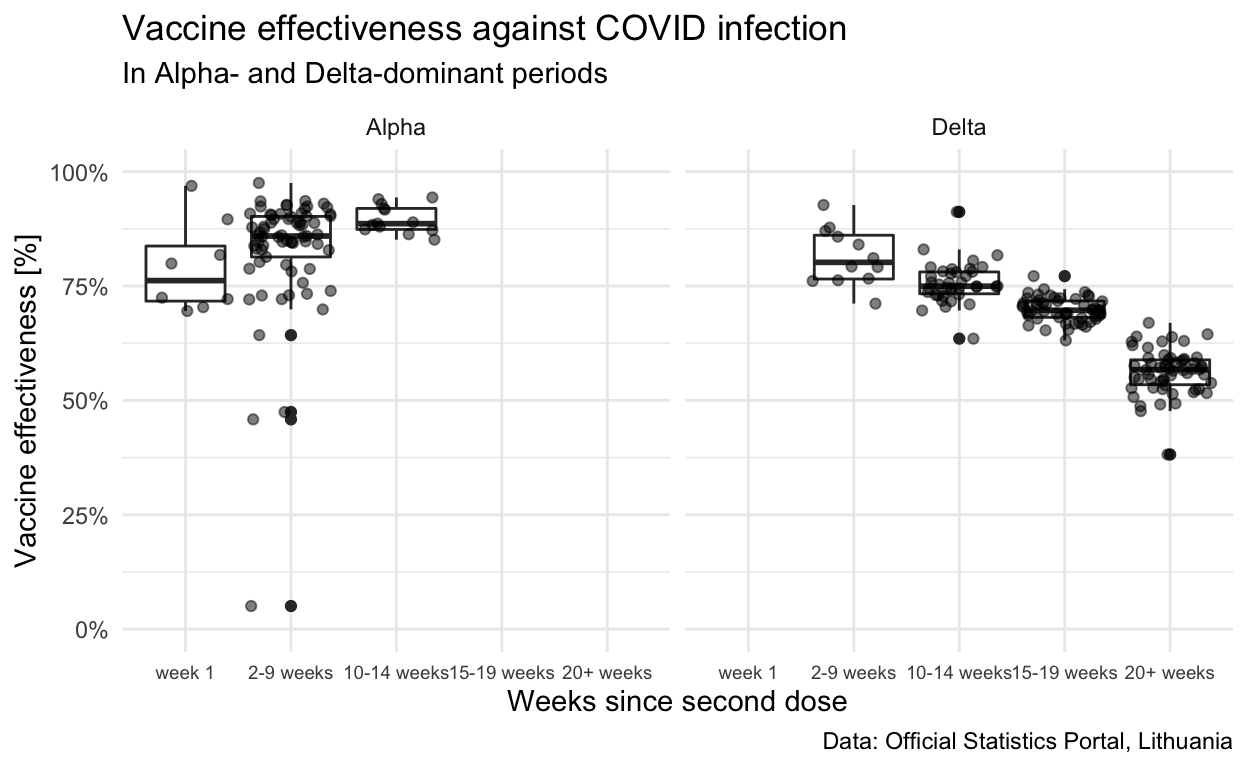 Vaccine effectiveness against COVID infection
In Alpha- and Delta-dominant periods
Alpha
Delta
Vaccine effectiveness [%]
100%
75%
50%
25%
0%
week 1 2-9 weeks 10-14 weeks 15-19 weeks 20+ weeks
week 1 2-9 weeks 10-14 weeks 15-19 weeks 20+ weeks
Weeks since second dose
Data: Official Statistics Portal, Lithuania